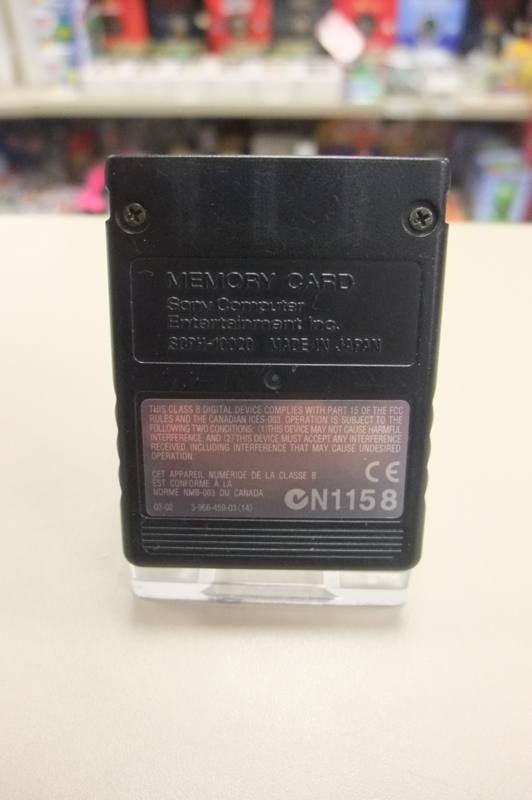 MEMORY CARD
Sony Computer
Entertainment Inc.
SCPH-10020 MADE IN JAPAN
THIS CLASS B DIGITAL DEVICE COMPLIES WITH PART 15 OF THE FCC
RULES AND THE CANADIAN ICES-003. OPERATION IS SUBJECT TO THE
FOLLOWING TWO CONDITIONS: (1)THIS DEVICE MAY NOT CAUSE HARMFUL
INTERFERENCE, AND (2)THIS DEVICE MUST ACCEPT ANY INTERFERENCE
RECEIVED, INCLUDING INTERFERENCE THAT MAY CAUSE UNDESIRED
OPERATION.
CET APPAREIL NUMERIQE DE LA CLASSE B
EST CONFORME À LA
NORME NMB-003 DU CANADA
CE
N1158
03-02 3-966-459-03(14)